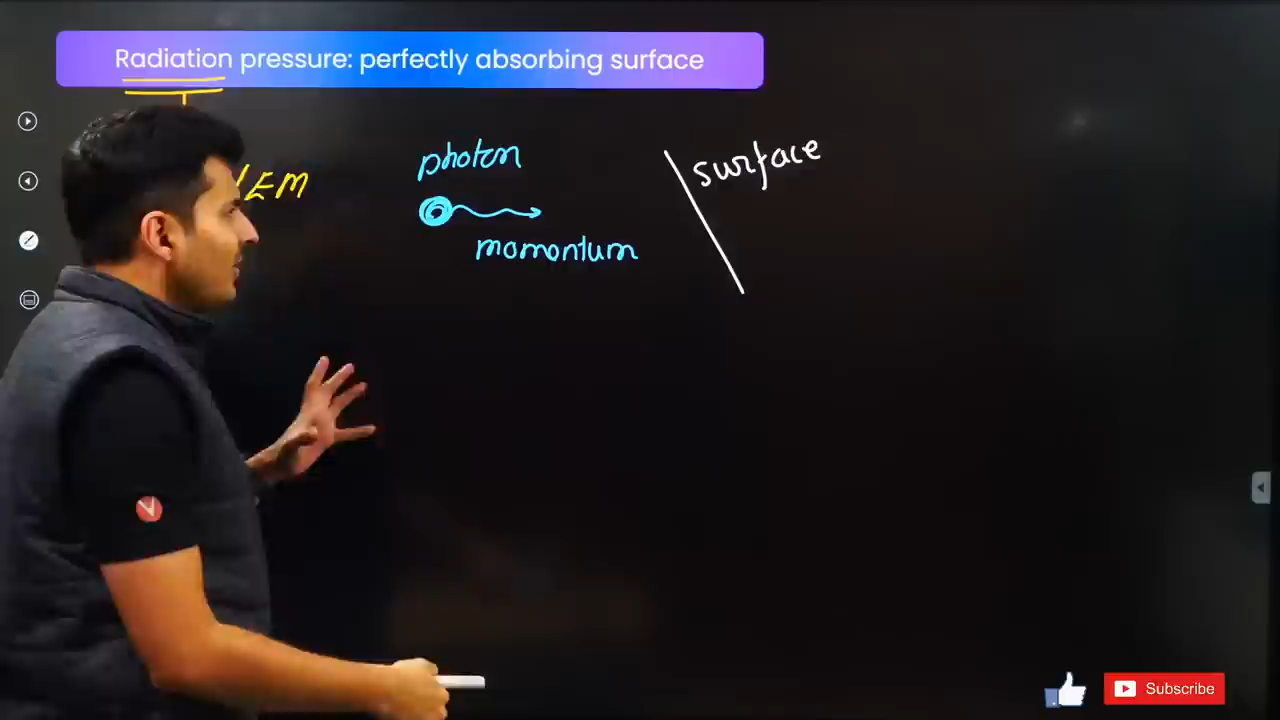 Radiation pressure: perfectly absorbing surface
photon
surface
EM
momentum
Subscribe